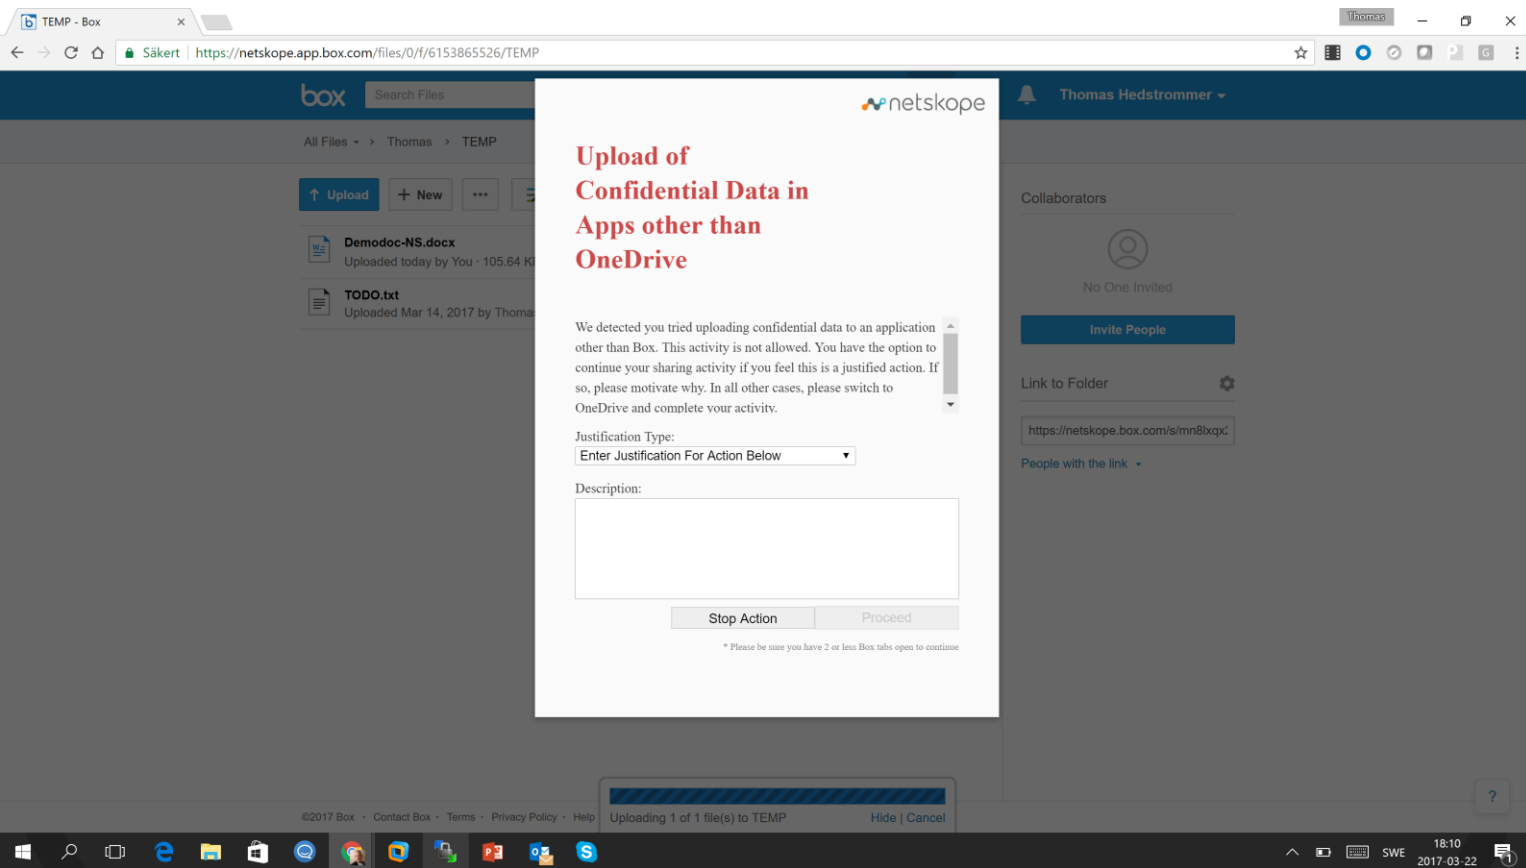 TEMP - Box
Thomas
Säkert
https://netskope.app.box.com/files/0/f/6153865526/TEMP
box
Search Files
Thomas Hedstrommer
All Files > Thomas > TEMP
Upload
+ New
Demodoc-NS.docx
Uploaded today by You · 105.64 K
TODO.txt
Uploaded Mar 14, 2017 by Thoma
netskope
Upload of
Confidential Data in
Apps other than
OneDrive
We detected you tried uploading confidential data to an application
other than Box. This activity is not allowed. You have the option to
continue your sharing activity if you feel this is a justified action. If
so, please motivate why. In all other cases, please switch to
OneDrive and complete your activity.
Justification Type:
Enter Justification For Action Below
Description:
Stop Action
Proceed
* Please be sure you have 2 or less Box tabs open to continue
Collaborators
No One Invited
Invite People
Link to Folder
https://netskope.box.com/s/mn8lxqx
People with the link
©2017 Box · Contact Box · Terms · Privacy Policy · Help
Uploading 1 of 1 file(s) to TEMP
Hide | Cancel
?
SWE
18:10
2017-03-22
1